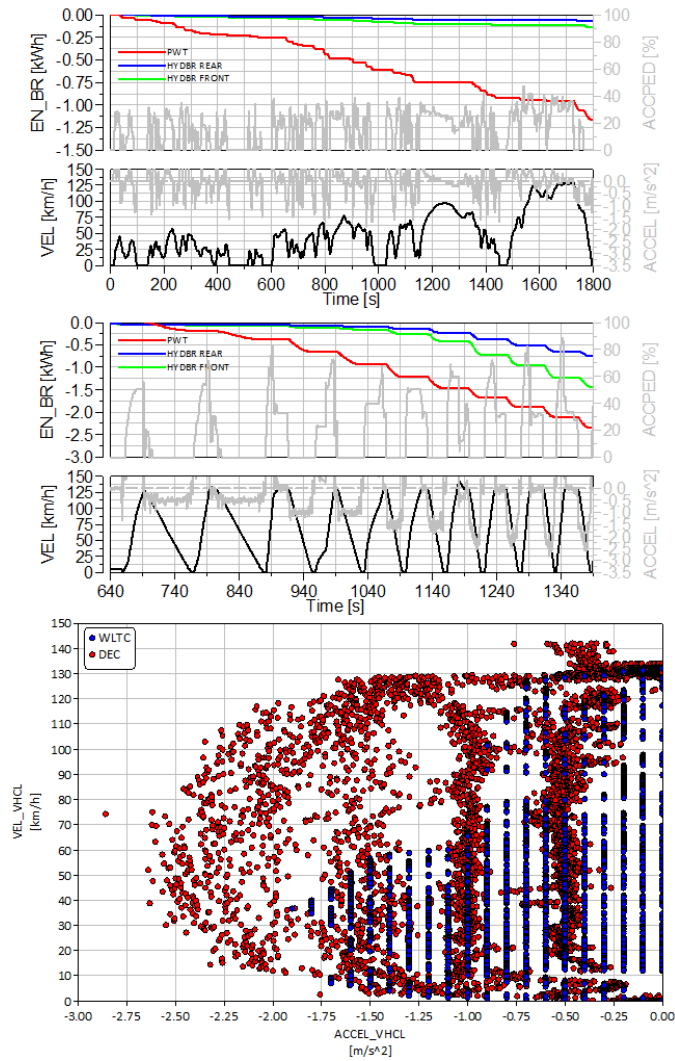 0.00
-0.25
-0.50
-0.75
-1.00
-1.25
-1.50
EN_BR [kWh]
PWT
HYDBR REAR
HYDBR FRONT
100
80
60
40
20
0
ACCPED [%]
150
125
100
75
50
25
0
VEL [km/h]
0.0
-0.5
-1.0
-1.5
-2.0
-2.5
-3.0
-3.5
ACCEL [m/s^2]
0 200 400 600 800 1000 1200 1400 1600 1800
Time [s]
0.0
-0.5
-1.0
-1.5
-2.0
-2.5
-3.0
EN_BR [kWh]
PWT
HYDBR REAR
HYDBR FRONT
100
80
60
40
20
0
ACCPED [%]
150
125
100
75
50
25
0
VEL [km/h]
0.0
-0.5
-1.0
-1.5
-2.0
-2.5
-3.0
-3.5
ACCEL [m/s^2]
640 740 840 940 1040 1140 1240 1340
Time [s]
150
140
130
120
110
100
90
80
70
60
50
40
30
20
10
0
VEL_VHCL
[km/h]
WLTC
DEC
-3.00 -2.75 -2.50 -2.25 -2.00 -1.75 -1.50 -1.25 -1.00 -0.75 -0.50 -0.25 0.00
ACCEL_VHCL
[m/s^2]